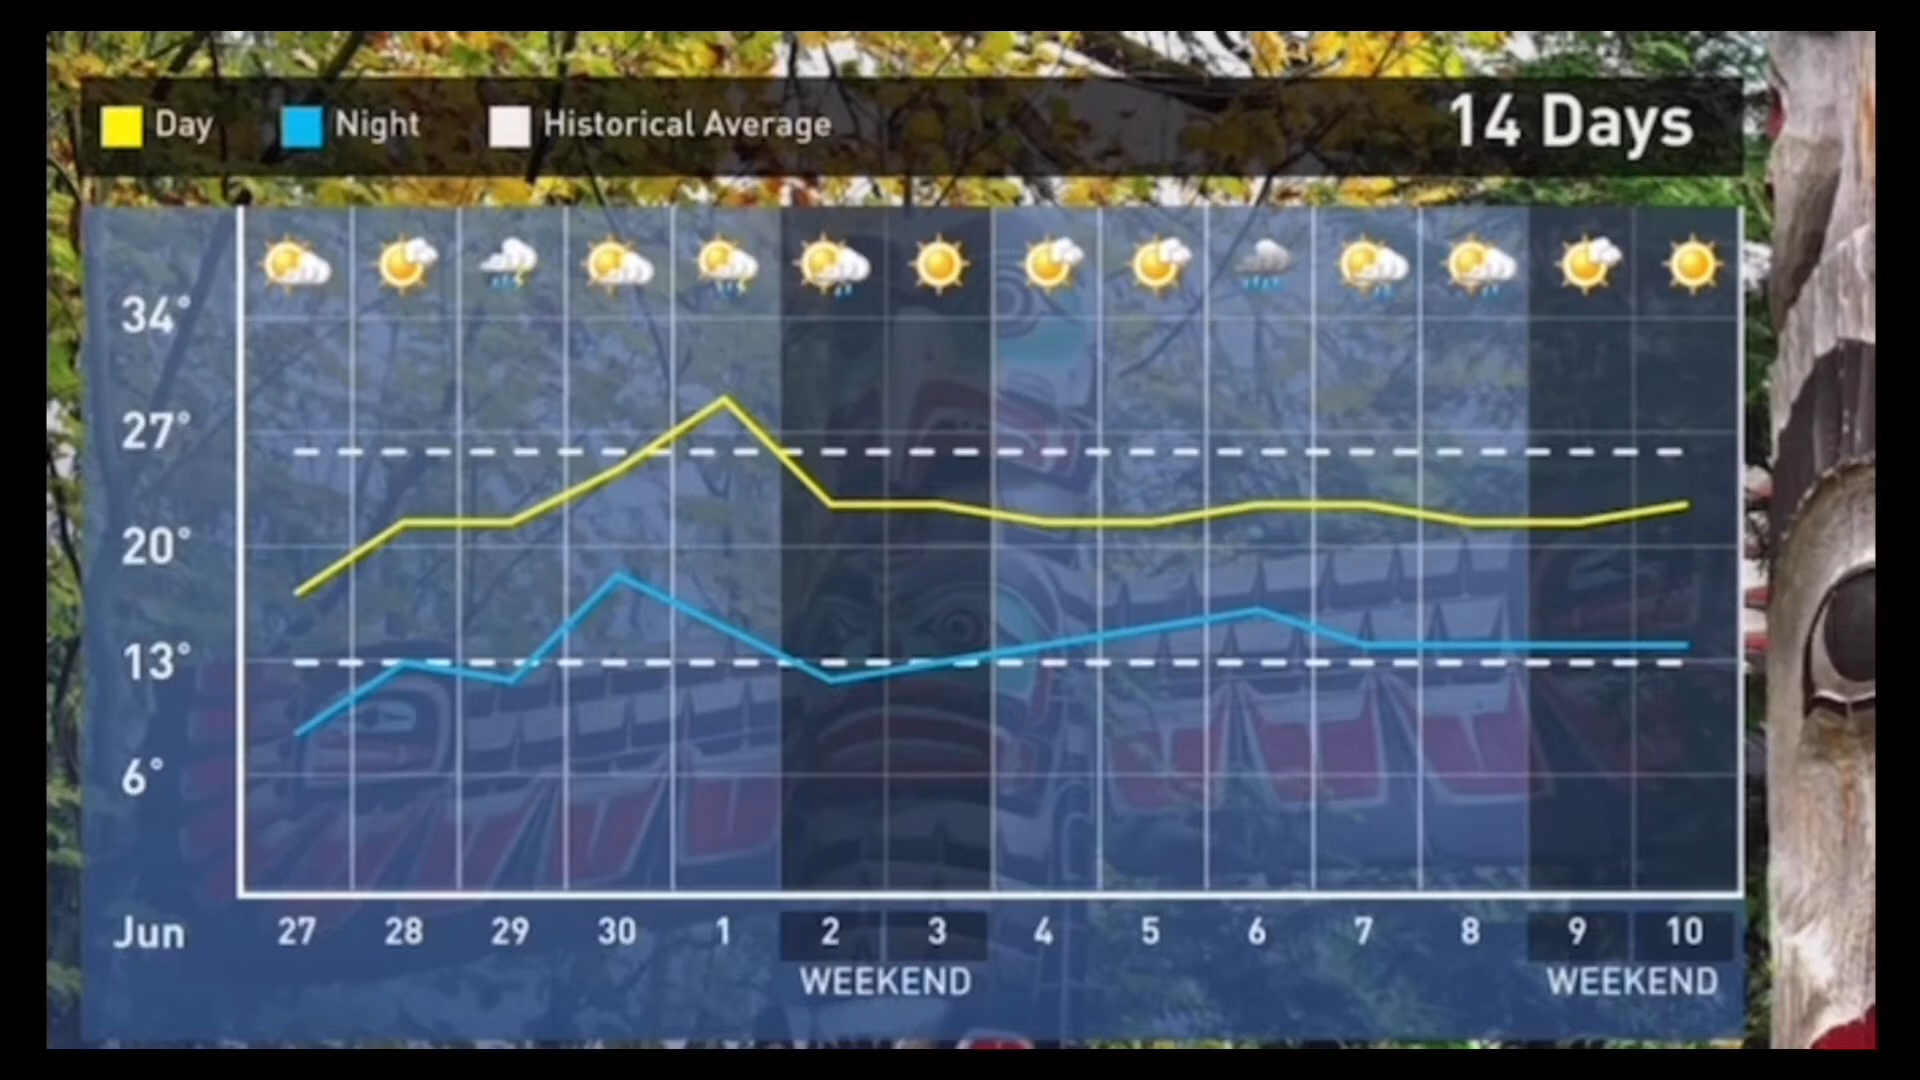 Day Night Historical Average 14 Days
34°
27°
20°
13°
6°
Jun 27 28 29 30 1 2 3 4 5 6 7 8 9 10
WEEKEND WEEKEND